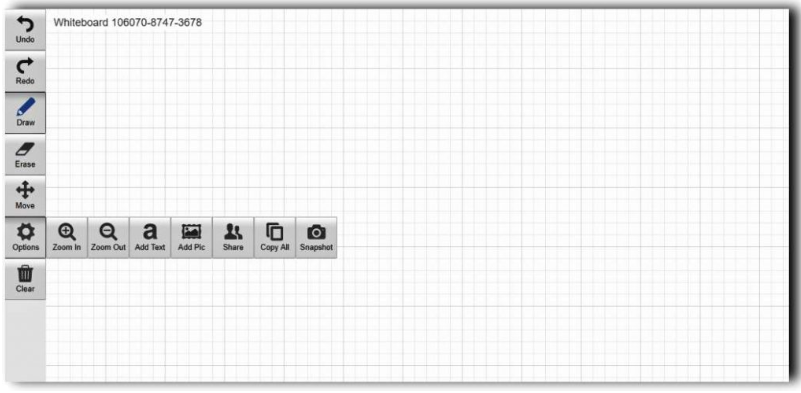 Whiteboard 106070-8747-3678
Undo
Redo
Draw
Erase
Move
Options Zoom In Zoom Out Add Text Add Pic Share Copy All Snapshot
Clear